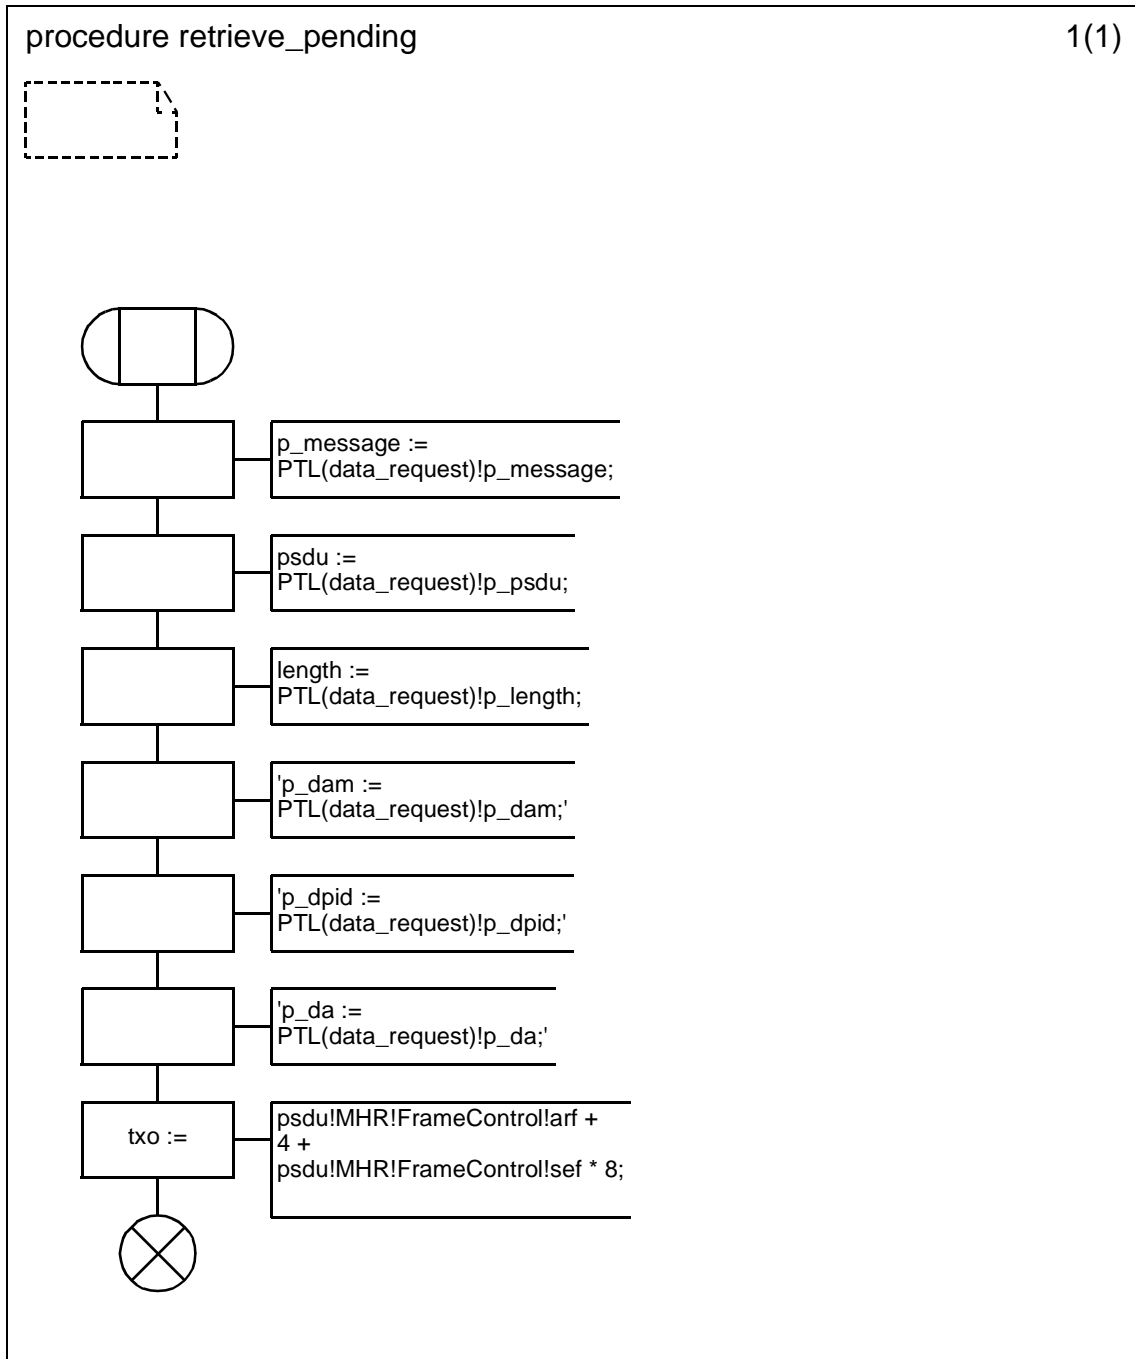 procedure retrieve_pending
1(1)
p_message :=
PTL(data_request)!p_message;
psdu :=
PTL(data_request)!p_psdu;
length :=
PTL(data_request)!p_length;
'p_dam :=
PTL(data_request)!p_dam;'
'p_dpid :=
PTL(data_request)!p_dpid;'
'p_da :=
PTL(data_request)!p_da;'
txo :=
psdu!MHR!FrameControl!arf +
4 +
psdu!MHR!FrameControl!sef * 8;